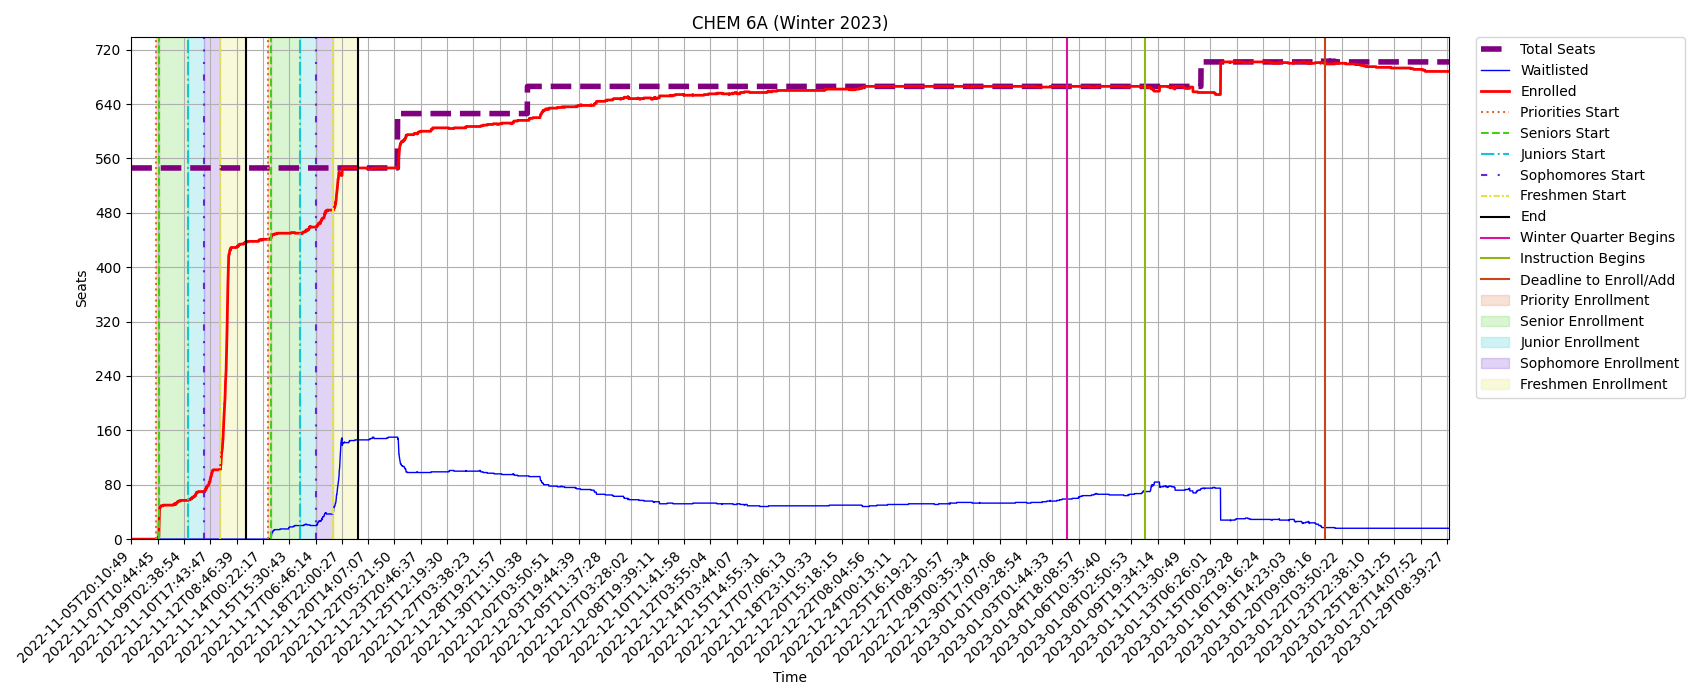 CHEM 6A (Winter 2023)
Seats
720
640
560
480
400
320
240
160
80
0
2022-11-05T20:10:49
2022-11-07T10:44:45
2022-11-09T02:38:54
2022-11-10T17:43:47
2022-11-12T08:46:39
2022-11-14T00:22:17
2022-11-15T15:30:43
2022-11-17T06:46:14
2022-11-18T22:00:27
2022-11-20T14:07:07
2022-11-22T05:21:50
2022-11-23T20:46:37
2022-11-25T12:19:30
2022-11-27T03:38:23
2022-11-28T19:21:57
2022-11-30T11:10:38
2022-12-02T03:50:51
2022-12-03T19:44:39
2022-12-05T11:37:28
2022-12-07T03:28:02
2022-12-08T19:39:11
2022-12-10T11:41:58
2022-12-12T03:55:04
2022-12-13T03:44:07
2022-12-15T14:55:31
2022-12-17T07:06:13
2022-12-18T23:10:33
2022-12-20T15:18:15
2022-12-22T08:04:56
2022-12-24T00:13:11
2022-12-25T16:19:21
2022-12-27T08:30:57
2022-12-29T00:35:34
2022-12-30T17:07:06
2023-01-01T09:28:54
2023-01-03T01:44:33
2023-01-04T18:08:57
2023-01-06T10:35:40
2023-01-08T02:50:53
2023-01-09T19:34:14
2023-01-11T13:30:49
2023-01-13T06:26:01
2023-01-15T00:29:28
2023-01-16T19:16:24
2023-01-18T14:23:03
2023-01-20T09:08:16
2023-01-22T03:50:22
2023-01-23T22:38:10
2023-01-25T18:31:25
2023-01-27T14:07:52
2023-01-29T08:39:27
Time
Total Seats
Waitlisted
Enrolled
Priorities Start
Seniors Start
Juniors Start
Sophomores Start
Freshmen Start
End
Winter Quarter Begins
Instruction Begins
Deadline to Enroll/Add
Priority Enrollment
Senior Enrollment
Junior Enrollment
Sophomore Enrollment
Freshmen Enrollment